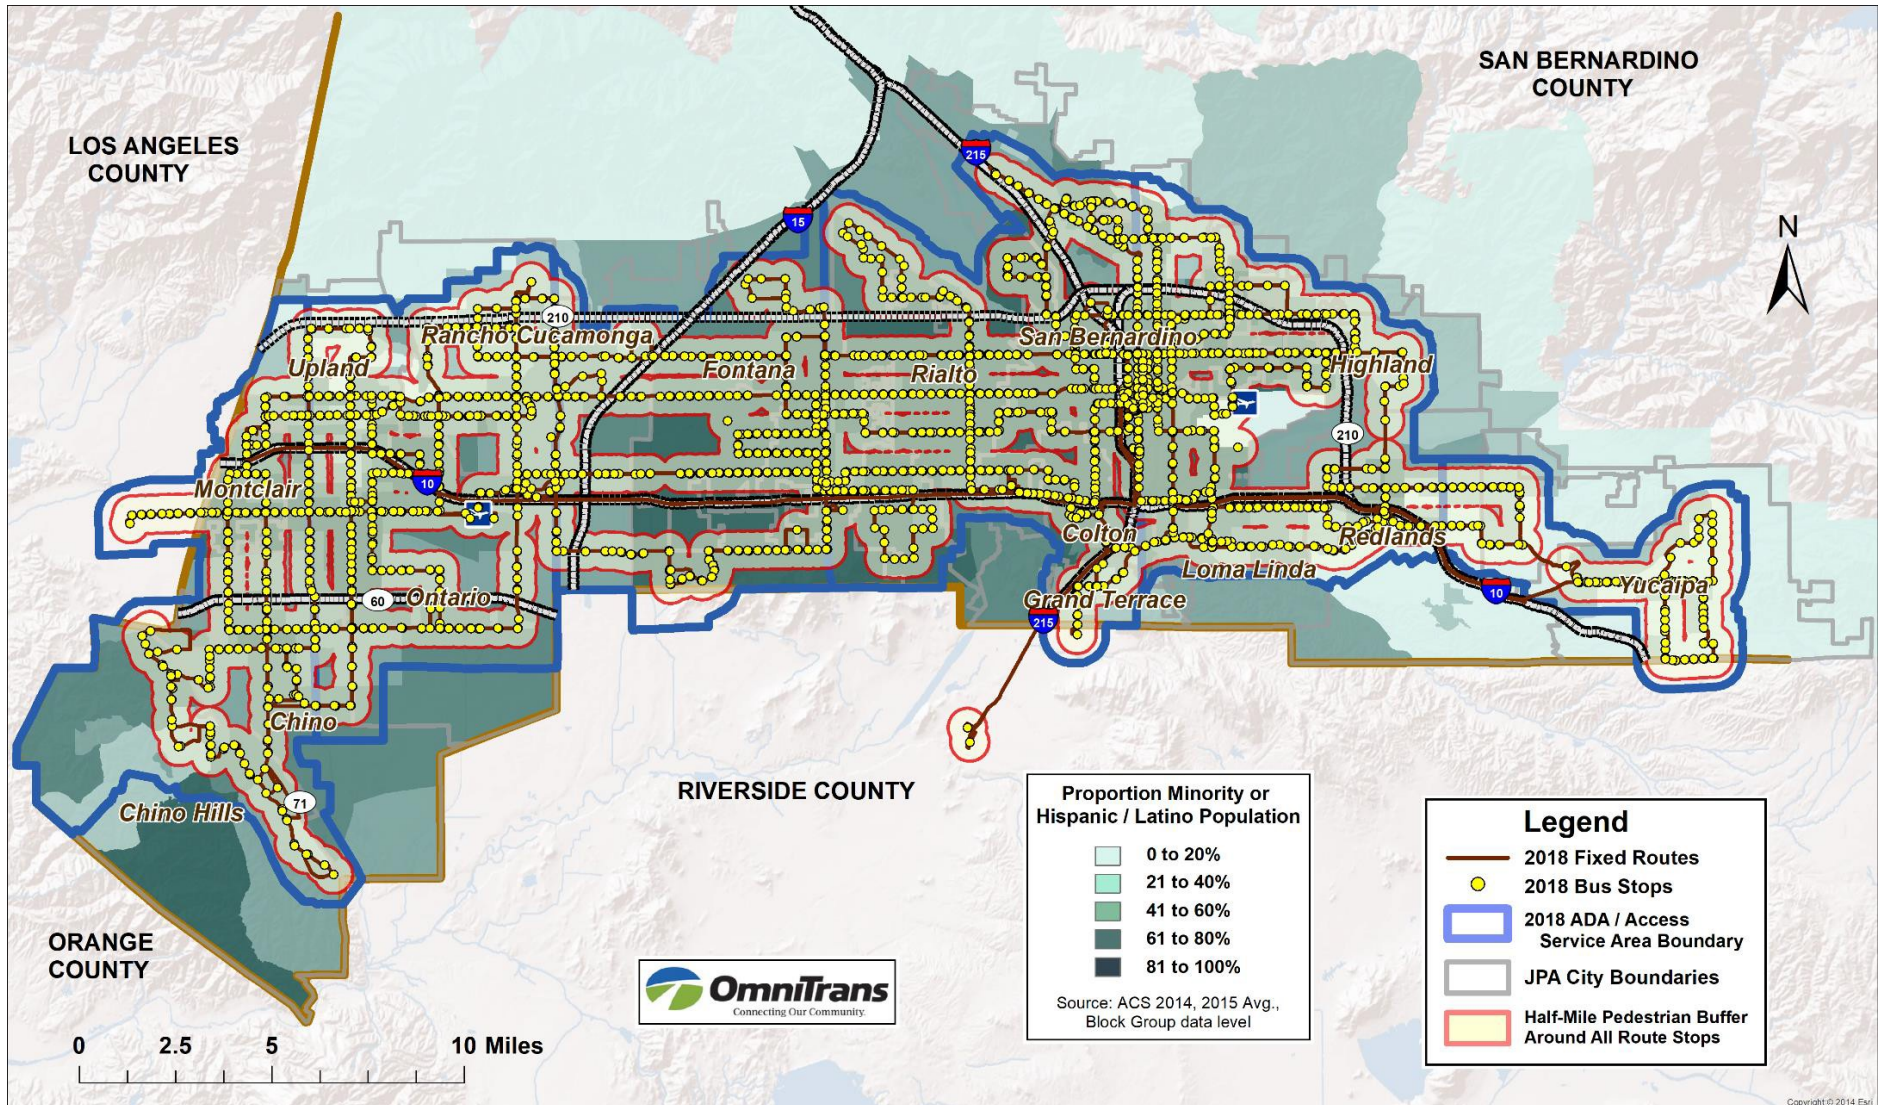 SAN BERNARDINO
COUNTY
LOS ANGELES
COUNTY
N
215
15
210
Rancho Cucamonga
San Bernardino
Upland
Fontana
Rialto
Highland
210
10
Montclair
Colton
Redlands
Loma Linda
Yucaipa
60
Ontario
Grand Terrace
10
215
Chino
71
Chino Hills
RIVERSIDE COUNTY
ORANGE
COUNTY
0 2.5 5 10 Miles
OmniTrans
Connecting Our Community.
Proportion Minority or
Hispanic / Latino Population
0 to 20%
21 to 40%
41 to 60%
61 to 80%
81 to 100%
Source: ACS 2014, 2015 Avg.,
Block Group data level
Legend
2018 Fixed Routes
2018 Bus Stops
2018 ADA / Access
Service Area Boundary
JPA City Boundaries
Half-Mile Pedestrian Buffer
Around All Route Stops
Copyright:© 2014 Esri